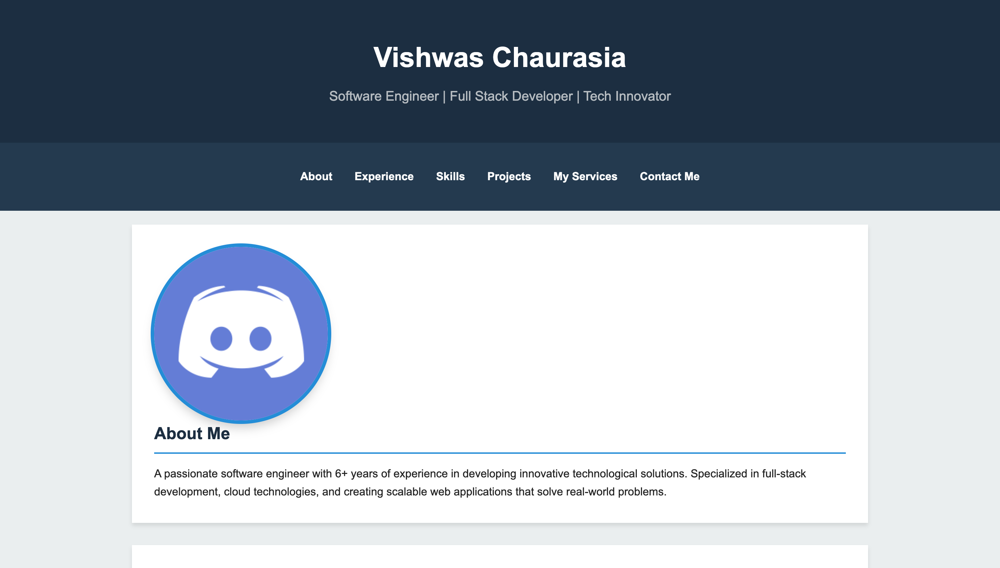 Vishwas Chaurasia
Software Engineer | Full Stack Developer | Tech Innovator
About Experience Skills Projects My Services Contact Me
About Me
A passionate software engineer with 6+ years of experience in developing innovative technological solutions. Specialized in full-stack
development, cloud technologies, and creating scalable web applications that solve real-world problems.